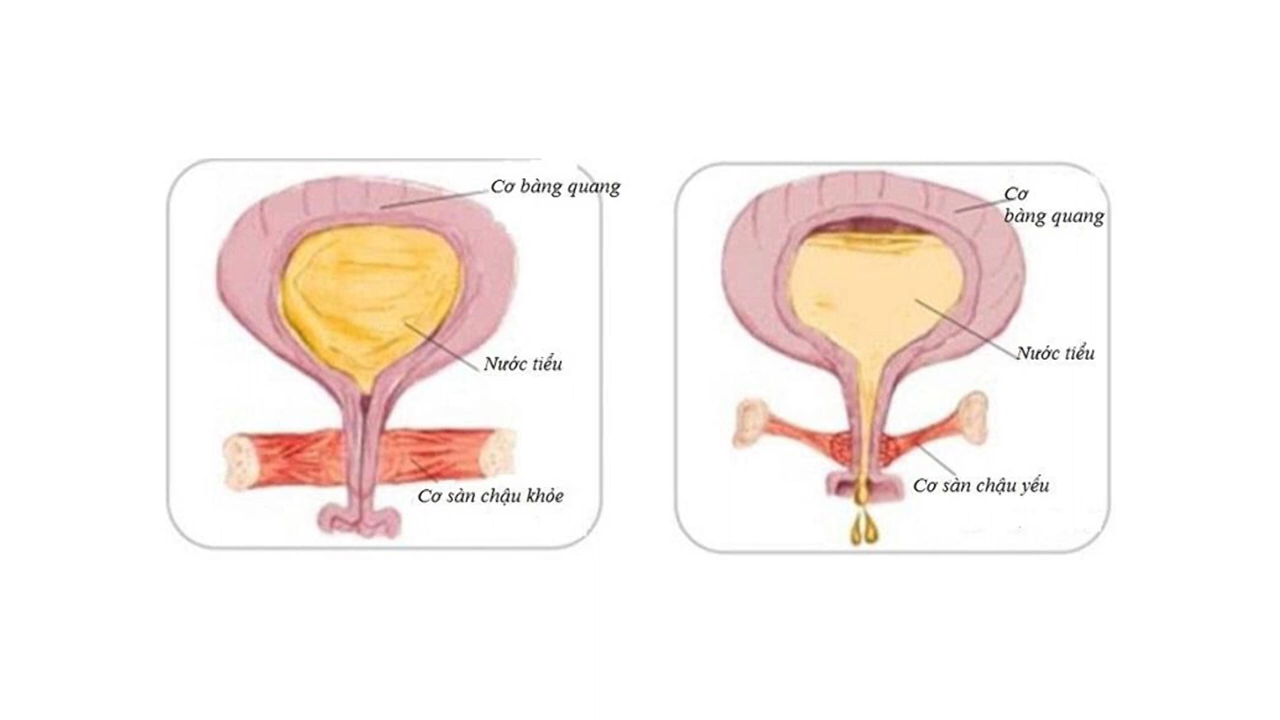 Cơ bàng quang
Nước tiểu
Cơ sàn chậu khỏe
Cơ
bàng quang
Nước tiểu
Cơ sàn chậu yếu